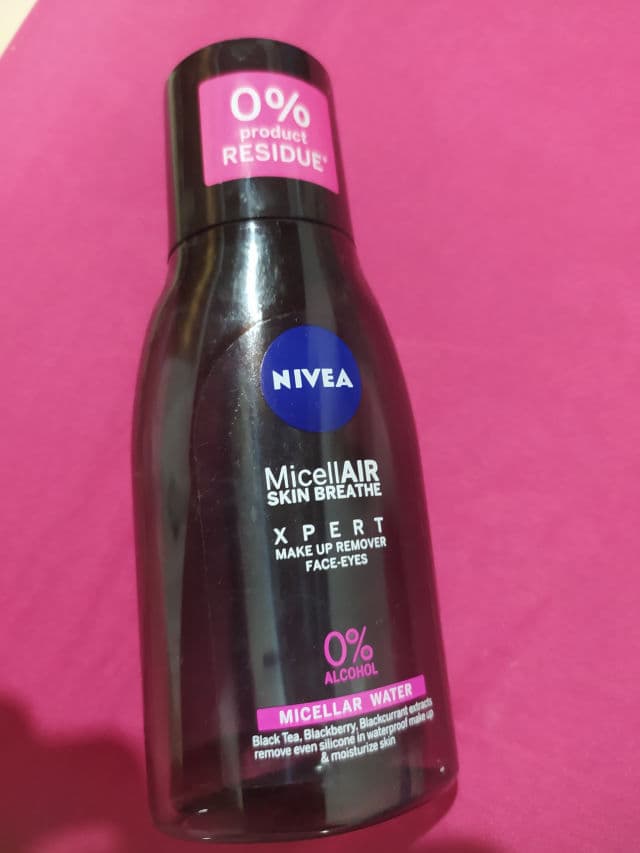 0%
product
RESIDUE*
NIVEA
MicellAIR
SKIN BREATHE
XPERT
MAKE UP REMOVER
FACE-EYES
0%
ALCOHOL
MICELLAR WATER
Black Tea, Blackberry, Blackcurrant extracts
remove even silicone in waterproof make up
& moisturize skin